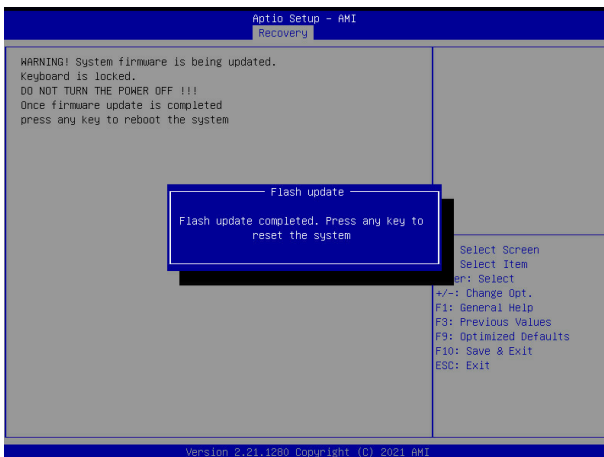 Aptio Setup - AMI
Recovery
WARNING! System firmware is being updated.
Keyboard is locked.
DO NOT TURN THE POWER OFF !!!
Once firmware update is completed
press any key to reboot the system
Flash update
Flash update completed. Press any key to
reset the system
Select Screen
Select Item
er: Select
+/-: Change Opt.
F1: General Help
F3: Previous Values
F9: Optimized Defaults
F10: Save & Exit
ESC: Exit
Version 2.21.1280 Copyright (C) 2021 AMI